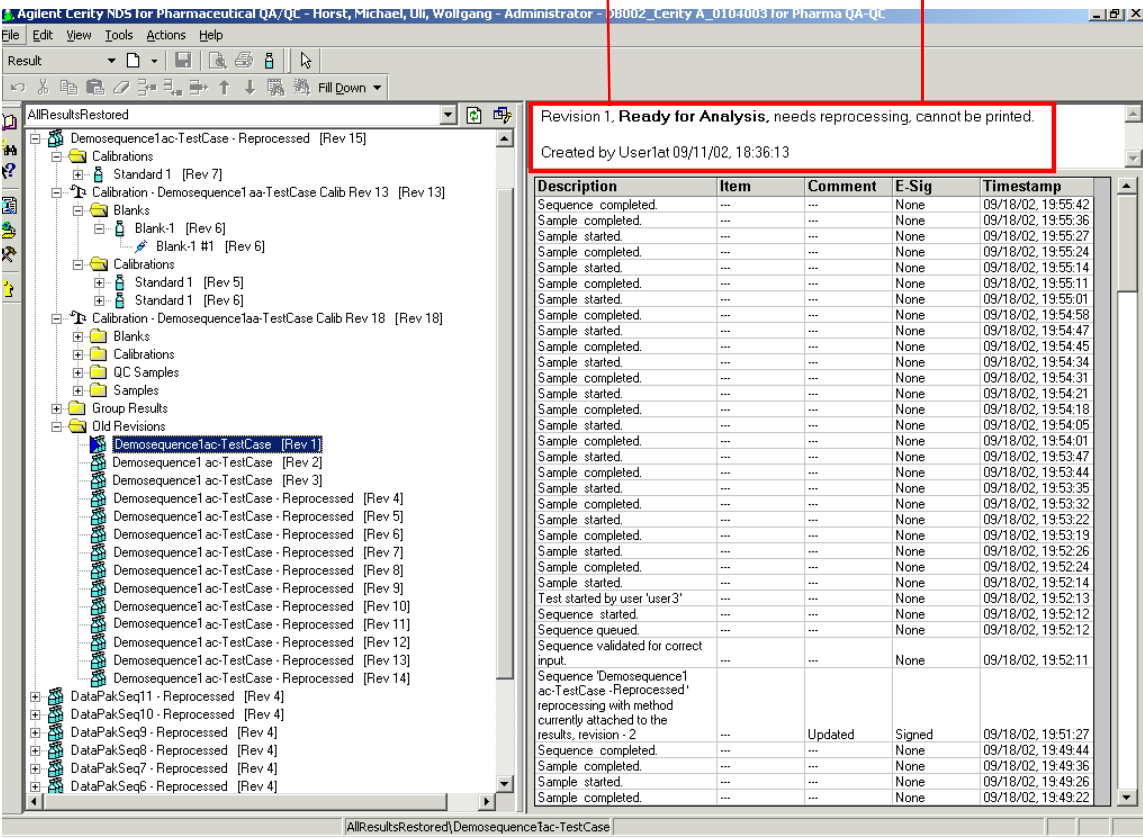 Agilent Cerity NDS for Pharmaceutical QA/QC - Horst, Michael, Uli, Wolfgang - Administrator - DB002_Cerity A_0104003 for Pharma QA-QC
File Edit View Tools Actions Help
Result
Fill Down
AllResultsRestored
Demosequence1ac-TestCase - Reprocessed [Rev 15]
Calibrations
Standard 1 [Rev 7]
Calibration - Demosequence1aa-TestCase Calib Rev 13 [Rev 13]
Blanks
Blank-1 [Rev 6]
Blank-1 #1 [Rev 6]
Calibrations
Standard 1 [Rev 5]
Standard 1 [Rev 6]
Calibration - Demosequence1aa-TestCase Calib Rev 18 [Rev 18]
Blanks
Calibrations
QC Samples
Samples
Group Results
Old Revisions
Demosequence1ac-TestCase [Rev 1]
Demosequence1 ac-TestCase [Rev 2]
Demosequence1 ac-TestCase [Rev 3]
Demosequence1 ac-TestCase - Reprocessed [Rev 4]
Demosequence1 ac-TestCase - Reprocessed [Rev 5]
Demosequence1 ac-TestCase - Reprocessed [Rev 6]
Demosequence1 ac-TestCase - Reprocessed [Rev 7]
Demosequence1 ac-TestCase - Reprocessed [Rev 8]
Demosequence1 ac-TestCase - Reprocessed [Rev 9]
Demosequence1 ac-TestCase - Reprocessed [Rev 10]
Demosequence1 ac-TestCase - Reprocessed [Rev 11]
Demosequence1 ac-TestCase - Reprocessed [Rev 12]
Demosequence1 ac-TestCase - Reprocessed [Rev 13]
Demosequence1 ac-TestCase - Reprocessed [Rev 14]
DataPakSeq11 - Reprocessed [Rev 4]
DataPakSeq10 - Reprocessed [Rev 4]
DataPakSeq9 - Reprocessed [Rev 4]
DataPakSeq8 - Reprocessed [Rev 4]
DataPakSeq7 - Reprocessed [Rev 4]
DataPakSeq6 - Reprocessed [Rev 4]
Revision 1, Ready for Analysis, needs reprocessing, cannot be printed.
Created by User1at 09/11/02, 18:36:13
Description Item Comment E-Sig Timestamp
Sequence completed. --- --- None 09/18/02, 19:55:42
Sample completed. --- --- None 09/18/02, 19:55:36
Sample started. --- --- None 09/18/02, 19:55:27
Sample completed. --- --- None 09/18/02, 19:55:24
Sample started. --- --- None 09/18/02, 19:55:14
Sample completed. --- --- None 09/18/02, 19:55:11
Sample started. --- --- None 09/18/02, 19:55:01
Sample completed. --- --- None 09/18/02, 19:54:58
Sample started. --- --- None 09/18/02, 19:54:47
Sample completed. --- --- None 09/18/02, 19:54:45
Sample started. --- --- None 09/18/02, 19:54:34
Sample completed. --- --- None 09/18/02, 19:54:31
Sample started. --- --- None 09/18/02, 19:54:21
Sample completed. --- --- None 09/18/02, 19:54:18
Sample started. --- --- None 09/18/02, 19:54:05
Sample completed. --- --- None 09/18/02, 19:54:01
Sample started. --- --- None 09/18/02, 19:53:47
Sample completed. --- --- None 09/18/02, 19:53:44
Sample started. --- --- None 09/18/02, 19:53:35
Sample completed. --- --- None 09/18/02, 19:53:32
Sample started. --- --- None 09/18/02, 19:53:22
Sample completed. --- --- None 09/18/02, 19:53:19
Sample started. --- --- None 09/18/02, 19:52:26
Sample completed. --- --- None 09/18/02, 19:52:24
Sample started. --- --- None 09/18/02, 19:52:14
Test started by user 'user3' --- --- None 09/18/02, 19:52:13
Sequence started. --- --- None 09/18/02, 19:52:12
Sequence queued. --- --- None 09/18/02, 19:52:12
Sequence validated for correct
input. --- --- None 09/18/02, 19:52:11
Sequence 'Demosequence1
ac-TestCase -Reprocessed'
reprocessing with method
currently attached to the
results, revision - 2 --- Updated Signed 09/18/02, 19:51:27
Sequence completed. --- --- None 09/18/02, 19:49:44
Sample completed. --- --- None 09/18/02, 19:49:36
Sample started. --- --- None 09/18/02, 19:49:26
Sample completed. --- --- None 09/18/02, 19:49:22
AllResultsRestored\Demosequence1ac-TestCase